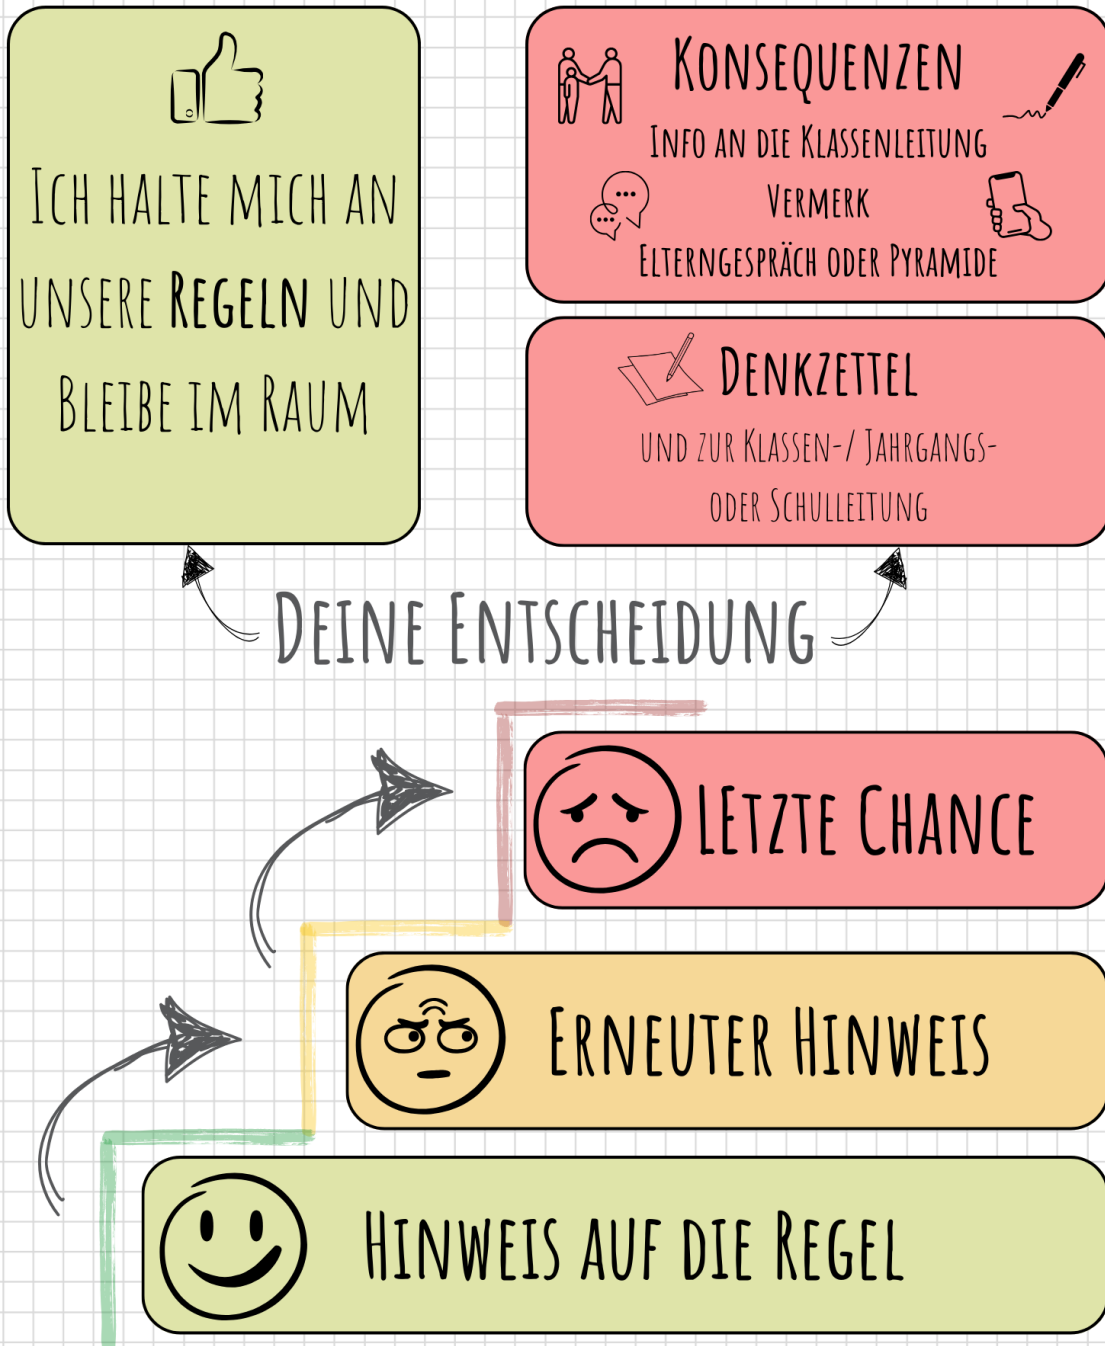 Ich halte mich an
unsere Regeln und
Bleibe im Raum
Konsequenzen
Info an die Klassenleitung
Vermerk
Elterngespräch oder Pyramide
Denkzettel
und zur Klassen-/ Jahrgangs-
oder Schulleitung
Deine Entscheidung
LEtzte Chance
Erneuter Hinweis
Hinweis auf die Regel